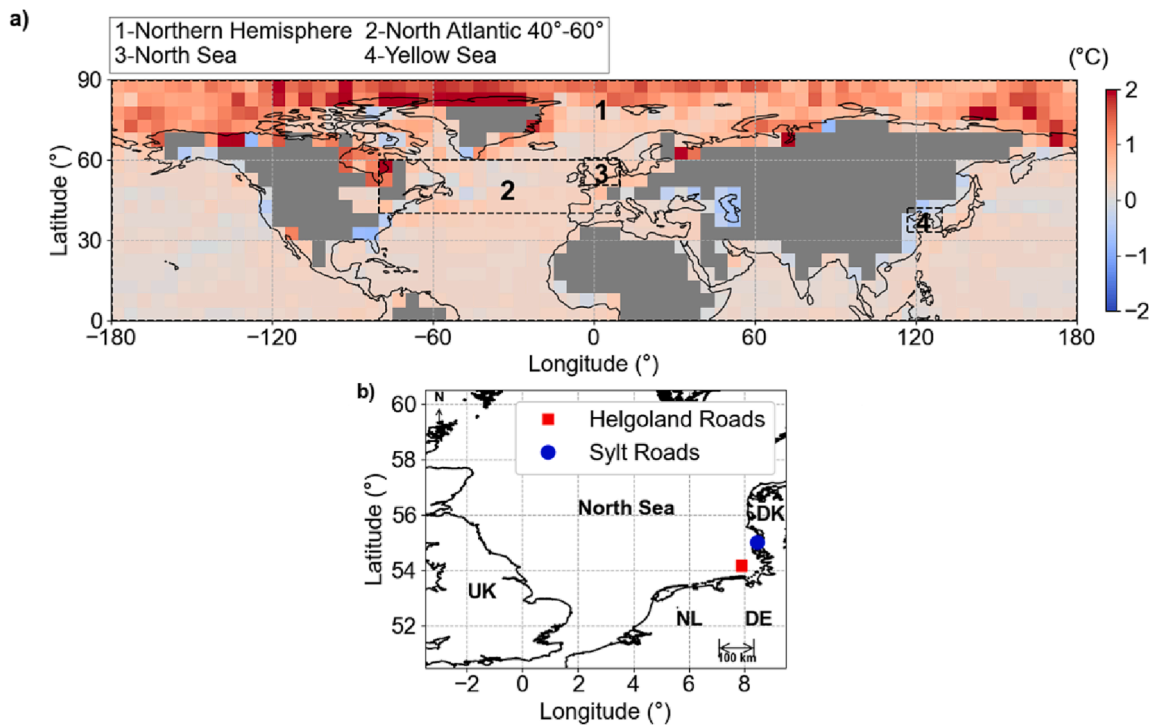 a)
1-Northern Hemisphere 2-North Atlantic 40°-60°
3-North Sea 4-Yellow Sea
(°C)
90
60
30
0
Latitude (°)
1
2
3
4
−180
−120
−60
0
60
120
180
Longitude (°)
2
1
0
−1
−2
b)
N
Helgoland Roads
Sylt Roads
60
58
56
54
52
Latitude (°)
North Sea
DK
UK
NL
DE
100 km
−2
0
2
4
6
8
Longitude (°)